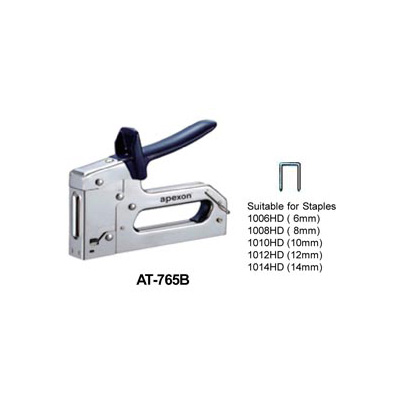 apexon
AT-765B
Suitable for Staples
1006HD ( 6mm)
1008HD ( 8mm)
1010HD (10mm)
1012HD (12mm)
1014HD (14mm)